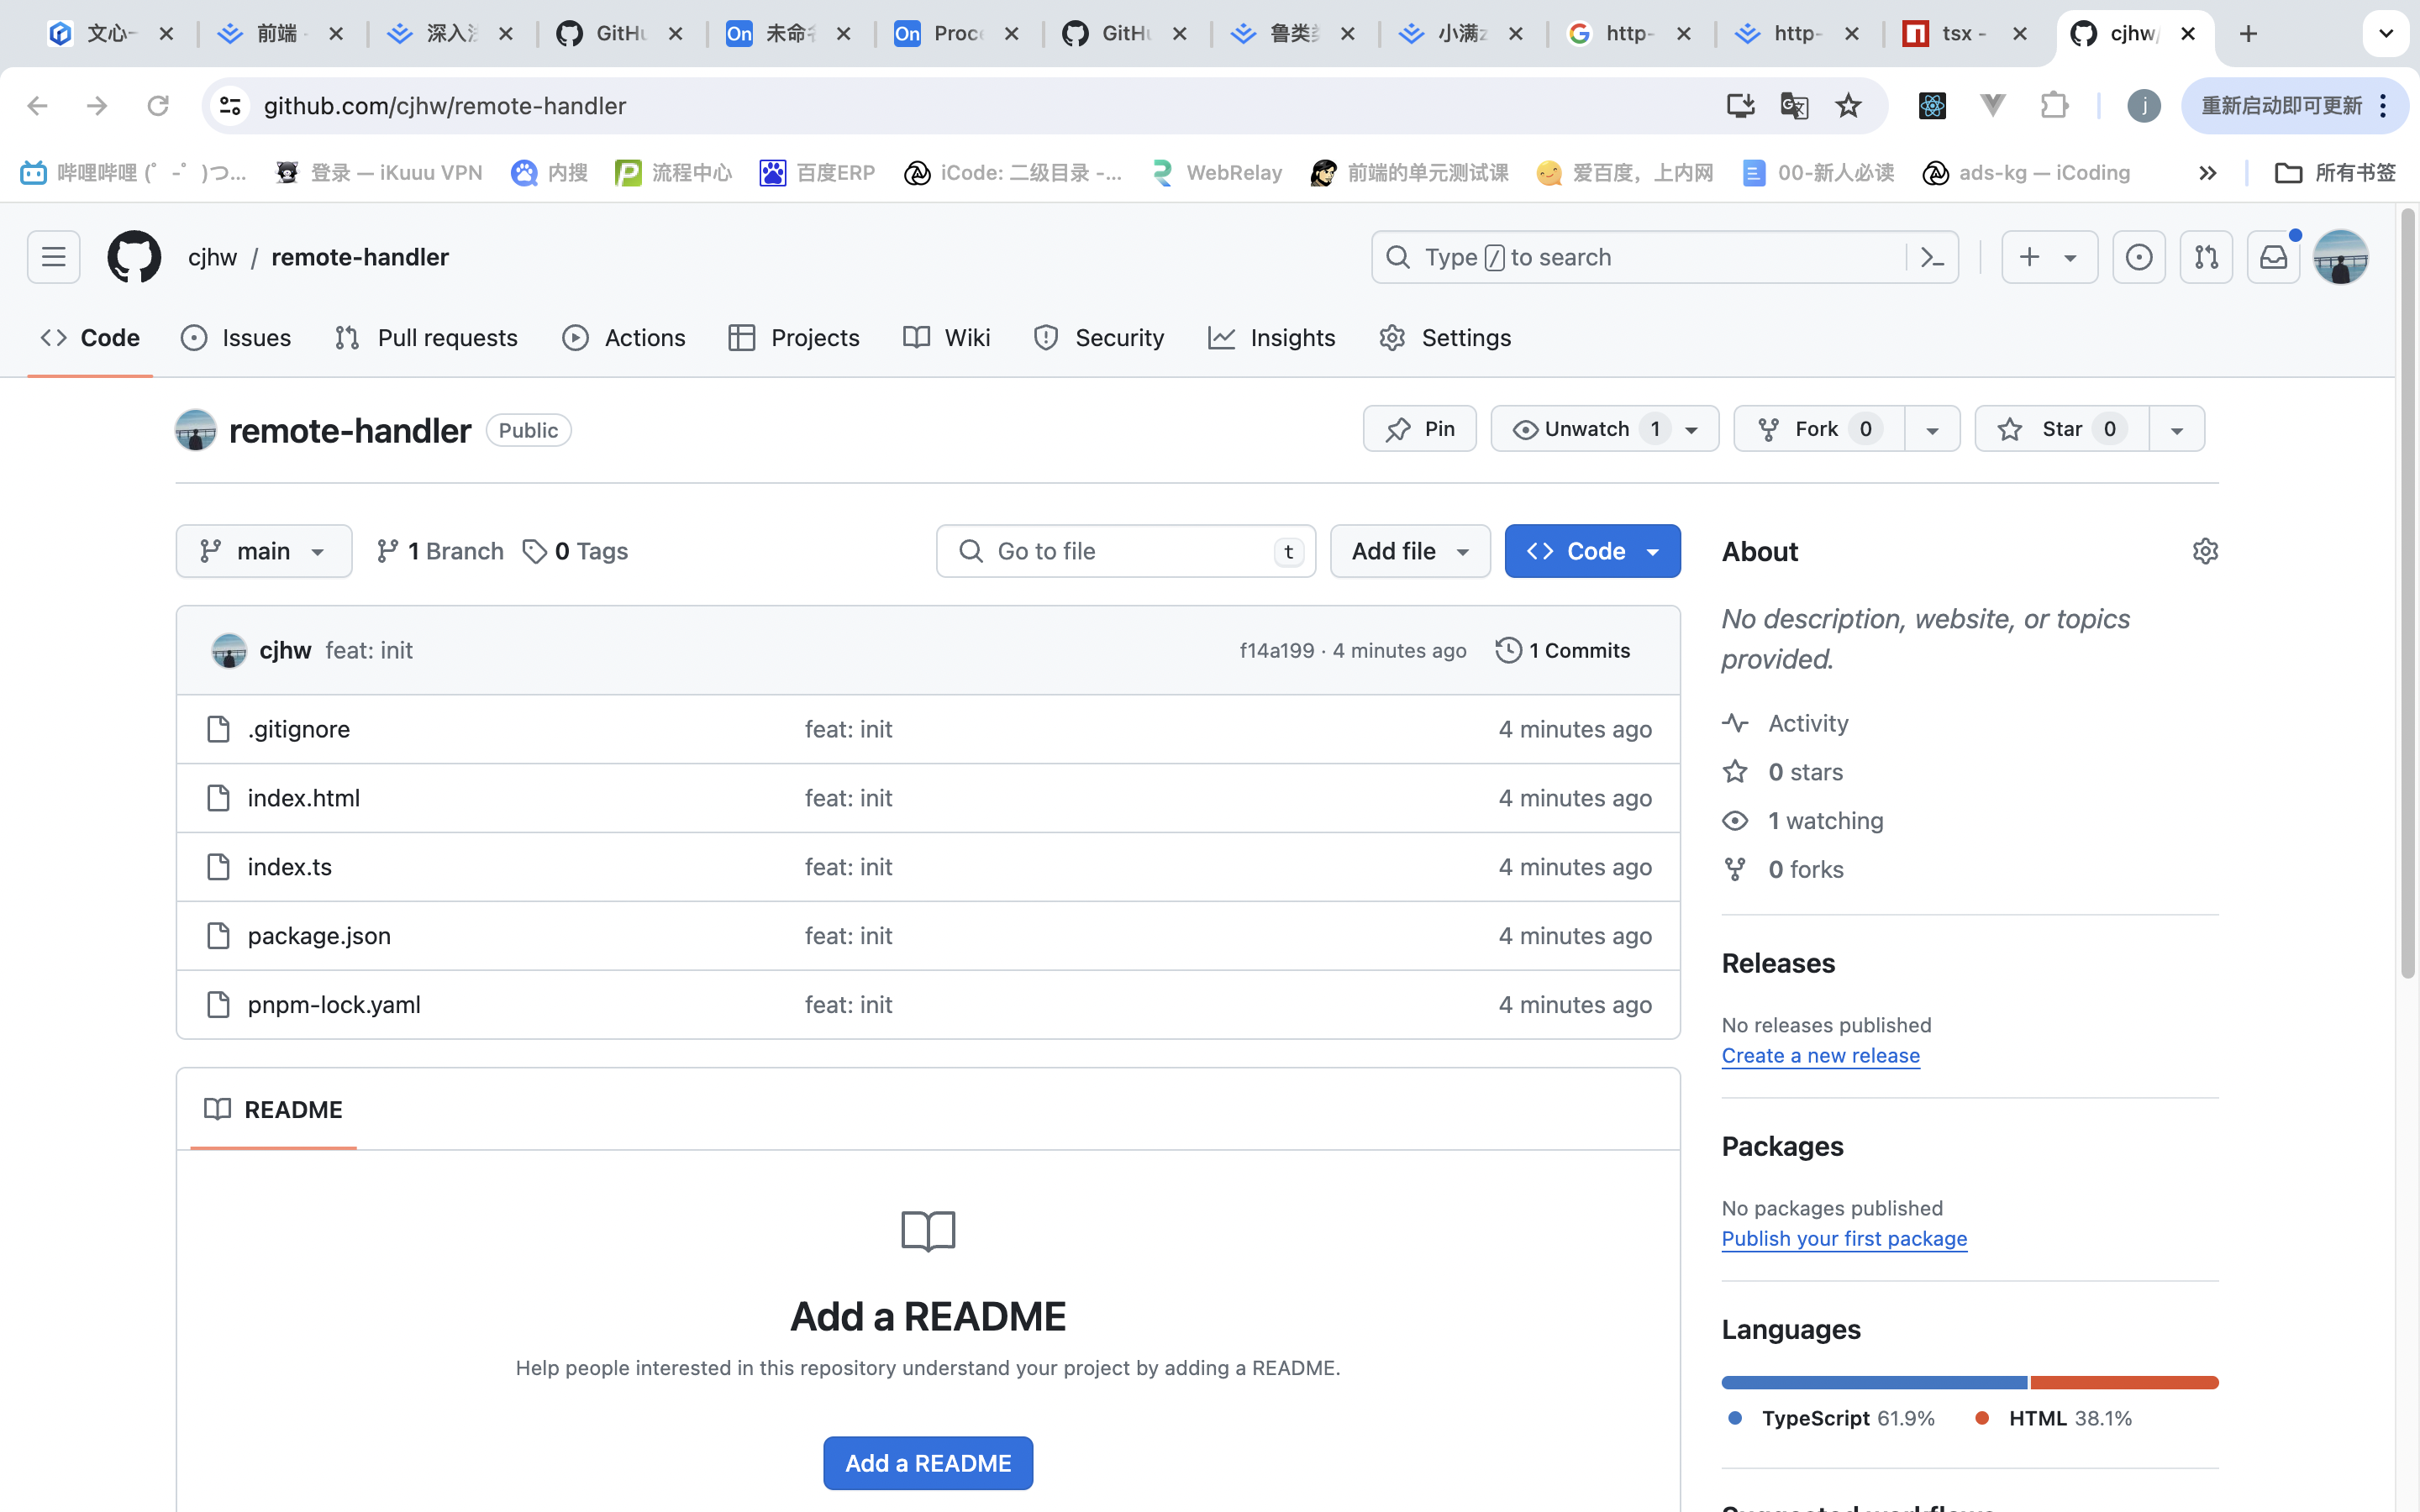 文心一 前端 - 深入浅 GitHu 未命名 Proce GitHu 鲁类类 小满z http- http- tsx - cjhw/
github.com/cjhw/remote-handler j 重新启动即可更新
哔哩哔哩 (゜-゜)つ... 登录 — iKuuu VPN 内搜 流程中心 百度ERP iCode: 二级目录 -... WebRelay 前端的单元测试课 爱百度，上内网 00-新人必读 ads-kg — iCoding » 所有书签
cjhw / remote-handler Type / to search
Code Issues Pull requests Actions Projects Wiki Security Insights Settings
remote-handler Public Pin Unwatch 1 Fork 0 Star 0
main 1 Branch 0 Tags Go to file t Add file Code
cjhw feat: init f14a199 · 4 minutes ago 1 Commits
.gitignore feat: init 4 minutes ago
index.html feat: init 4 minutes ago
index.ts feat: init 4 minutes ago
package.json feat: init 4 minutes ago
pnpm-lock.yaml feat: init 4 minutes ago
README
Add a README
Help people interested in this repository understand your project by adding a README.
Add a README
About
No description, website, or topics
provided.
Activity
0 stars
1 watching
0 forks
Releases
No releases published
Create a new release
Packages
No packages published
Publish your first package
Languages
TypeScript 61.9% HTML 38.1%